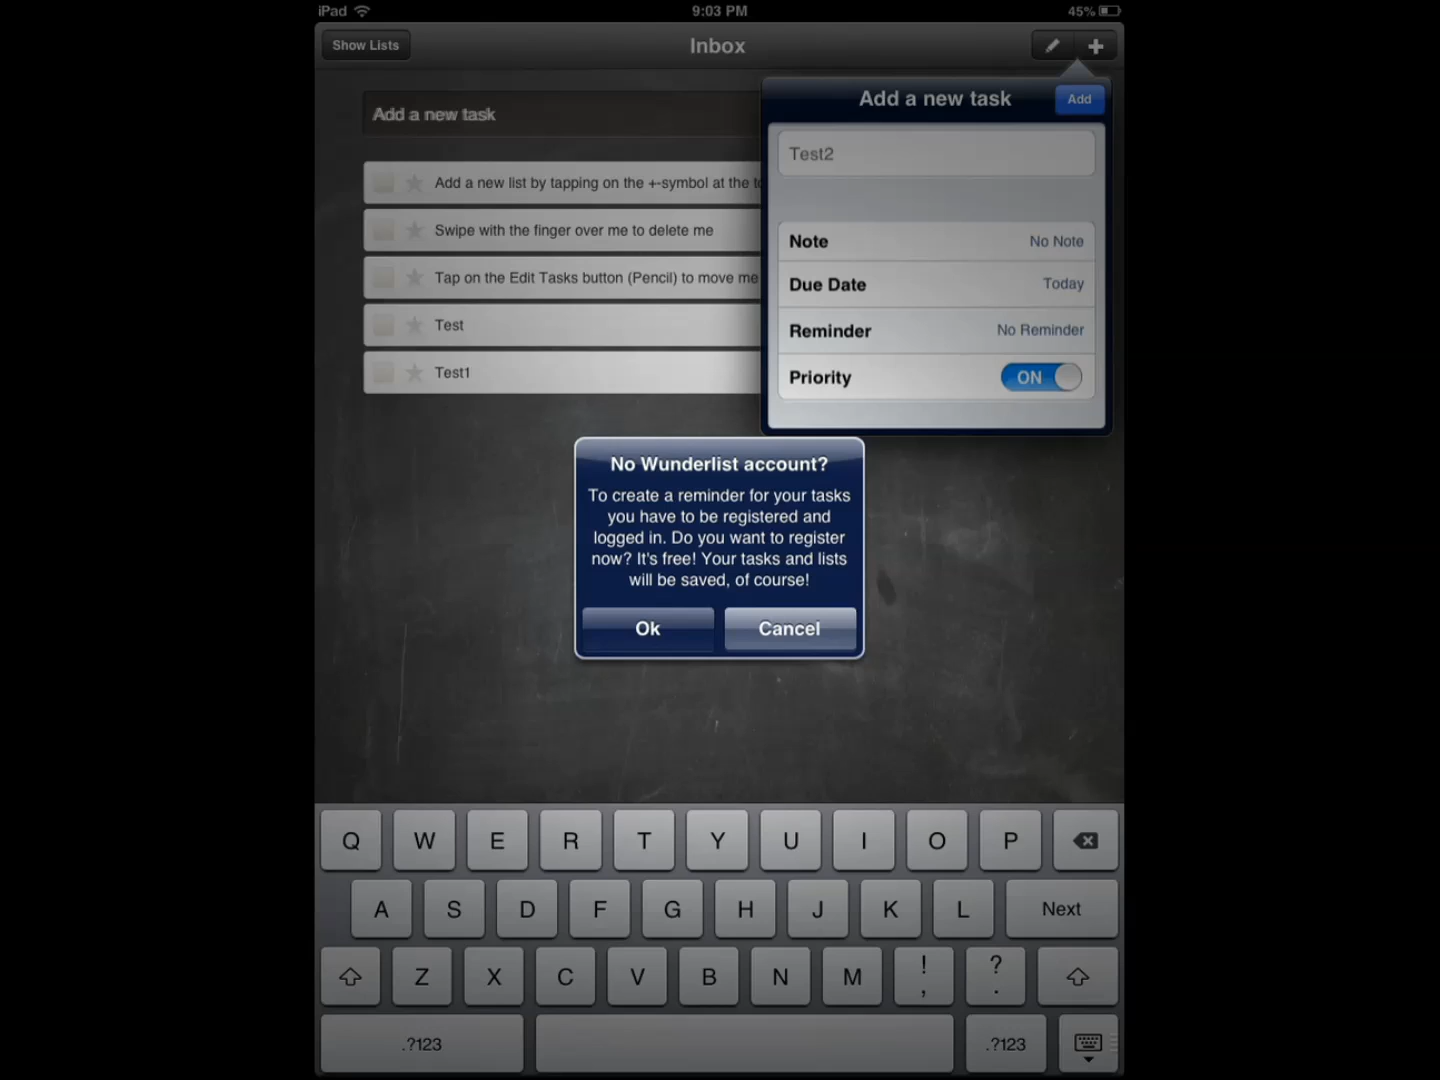 iPad 9:03 PM 45%
Show Lists Inbox
Add a new task
Add a new list by tapping on the +-symbol at the
Swipe with the finger over me to delete me
Tap on the Edit Tasks button (Pencil) to move me
Test
Test1
Add a new task Add
Test2
Note No Note
Due Date Today
Reminder No Reminder
Priority ON
No Wunderlist account?
To create a reminder for your tasks
you have to be registered and
logged in. Do you want to register
now? It's free! Your tasks and lists
will be saved, of course!
Ok Cancel
Q W E R T Y U I O P
A S D F G H J K L Next
Z X C V B N M ! , ? .
.?123 .?123